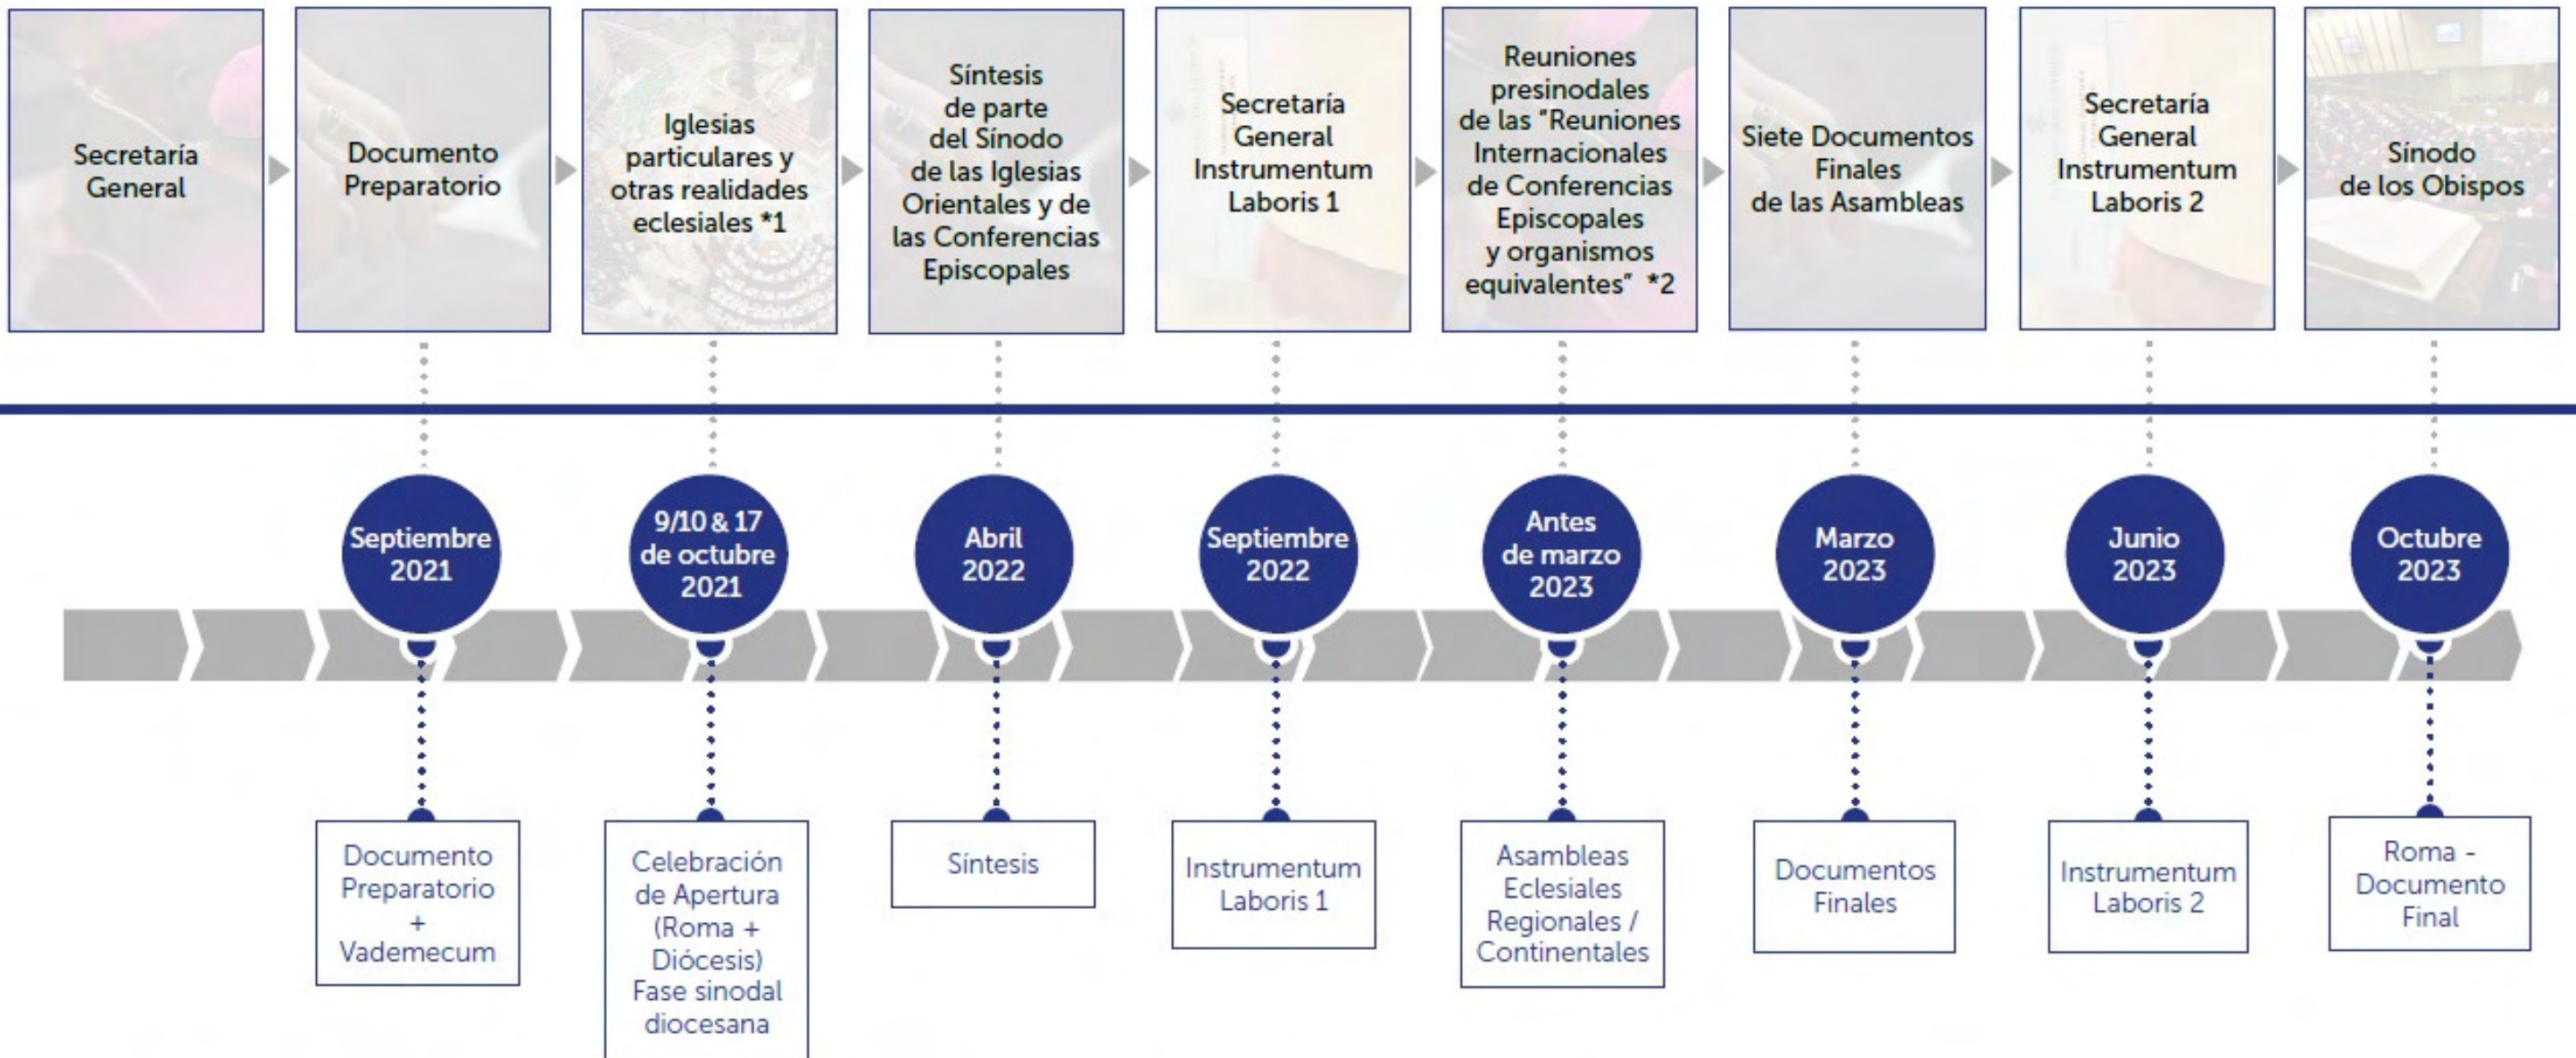 Secretaría
General
Documento
Preparatorio
Iglesias
particulares y
otras realidades
eclesiales *1
Síntesis
de parte
del Sínodo
de las Iglesias
Orientales y de
las Conferencias
Episcopales
Secretaría
General
Instrumentum
Laboris 1
Reuniones
presinodales
de las "Reuniones
Internacionales
de Conferencias
Episcopales
y organismos
equivalentes" *2
Siete Documentos
Finales
de las Asambleas
Secretaría
General
Instrumentum
Laboris 2
Sínodo
de los Obispos
Septiembre
2021
9/10 & 17
de octubre
2021
Abril
2022
Septiembre
2022
Antes
de marzo
2023
Marzo
2023
Junio
2023
Octubre
2023
Documento
Preparatorio
+
Vademecum
Celebración
de Apertura
(Roma +
Diócesis)
Fase sinodal
diocesana
Síntesis
Instrumentum
Laboris 1
Asambleas
Eclesiales
Regionales /
Continentales
Documentos
Finales
Instrumentum
Laboris 2
Roma -
Documento
Final